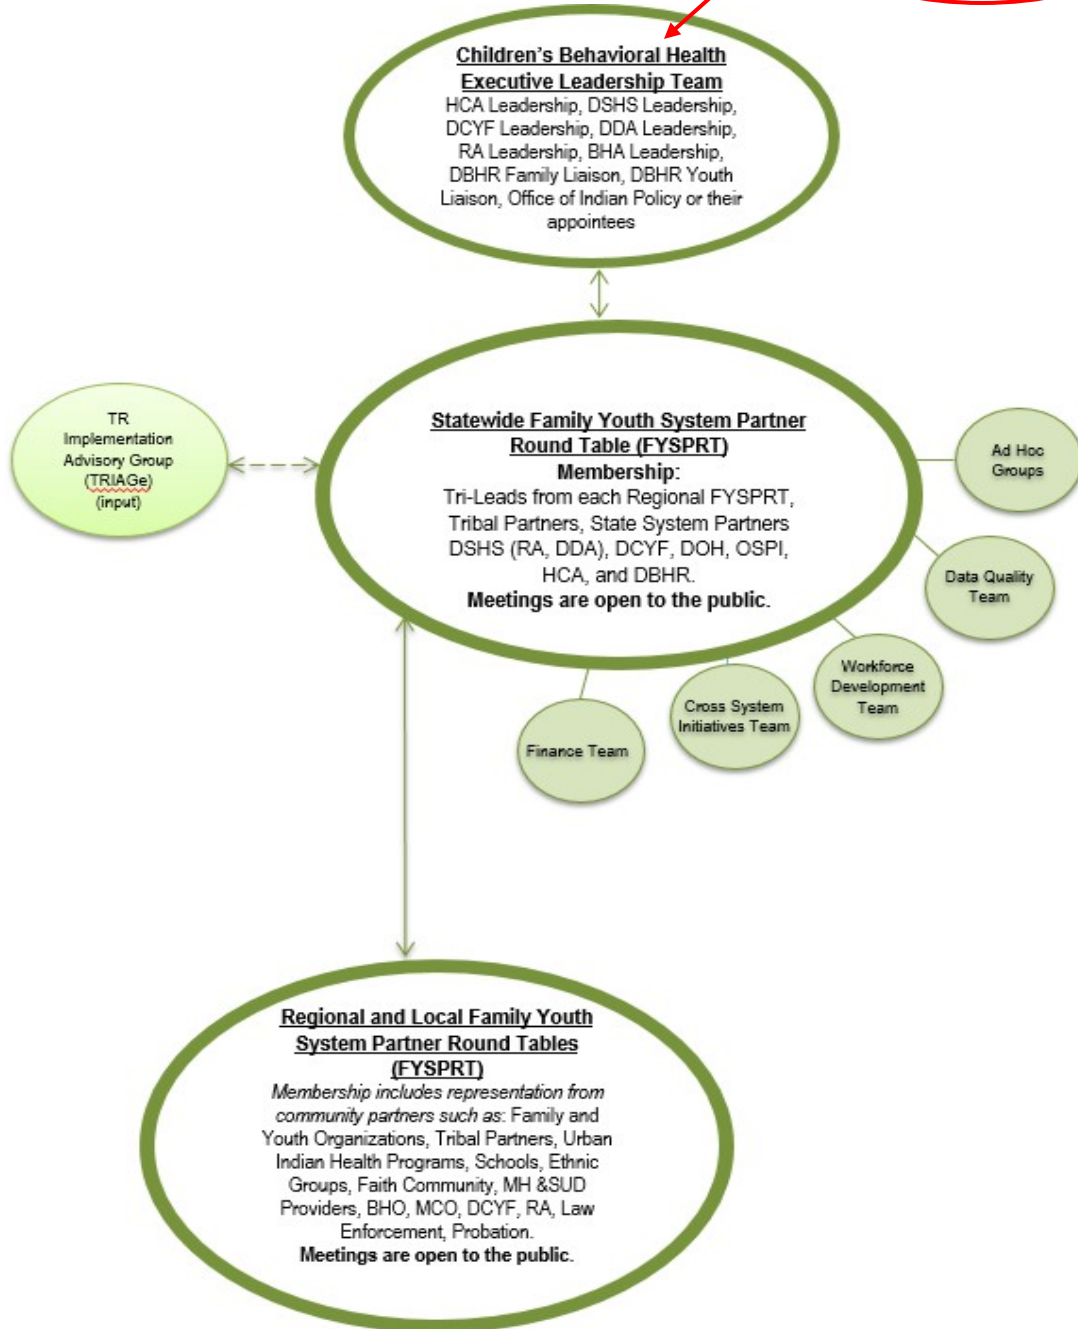 Children's Behavioral Health
Executive Leadership Team
HCA Leadership, DSHS Leadership,
DCYF Leadership, DDA Leadership,
RA Leadership, BHA Leadership,
DBHR Family Liaison, DBHR Youth
Liaison, Office of Indian Policy or their
appointees
TR
Implementation
Advisory Group
(TRIAGe)
(input)
Statewide Family Youth System Partner
Round Table (FYSPRT)
Membership:
Tri-Leads from each Regional FYSPRT,
Tribal Partners, State System Partners
DSHS (RA, DDA), DCYF, DOH, OSPI,
HCA, and DBHR.
Meetings are open to the public.
Ad Hoc
Groups
Data Quality
Team
Workforce
Development
Team
Cross System
Initiatives Team
Finance Team
Regional and Local Family Youth
System Partner Round Tables
(FYSPRT)
Membership includes representation from
community partners such as: Family and
Youth Organizations, Tribal Partners, Urban
Indian Health Programs, Schools, Ethnic
Groups, Faith Community, MH &SUD
Providers, BHO, MCO, DCYF, RA, Law
Enforcement, Probation.
Meetings are open to the public.